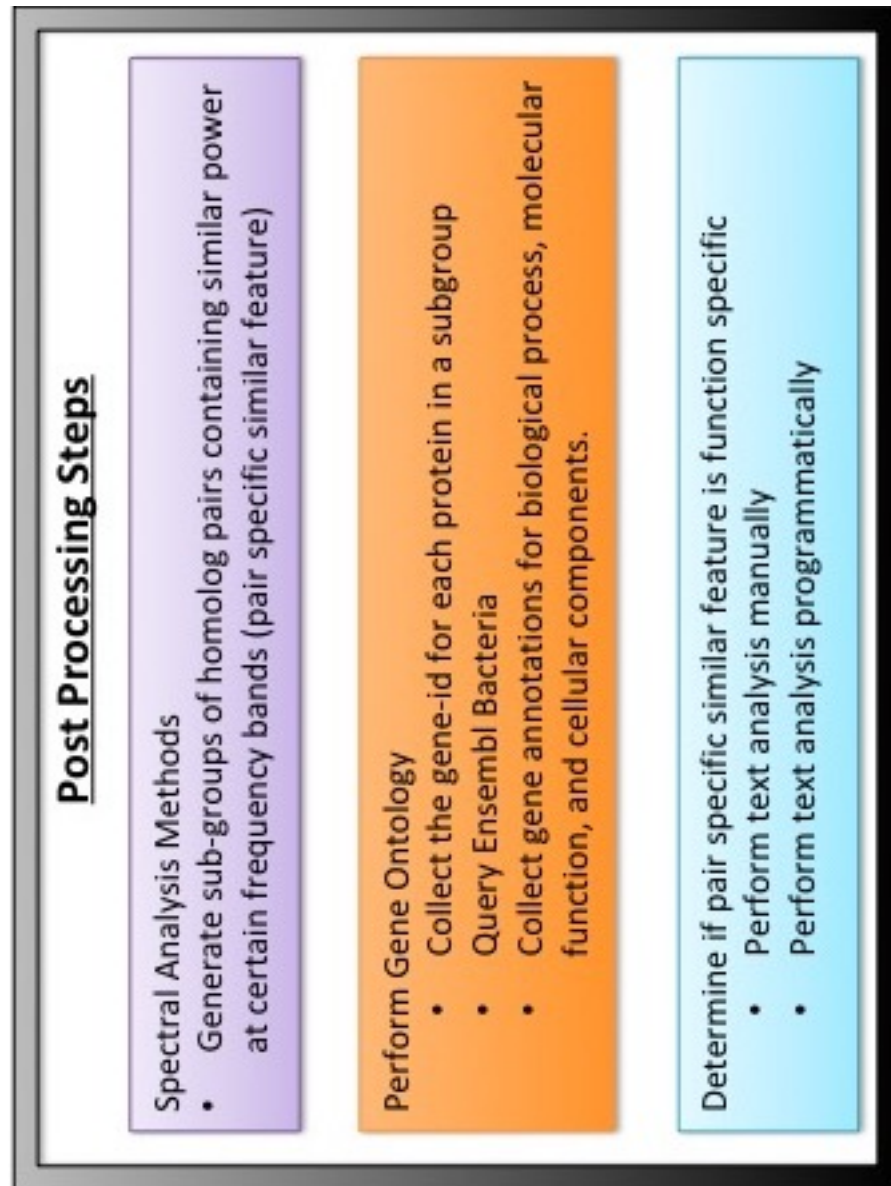 Post Processing Steps
Spectral Analysis Methods
• Generate sub-groups of homolog pairs containing similar power
at certain frequency bands (pair specific similar feature)
Perform Gene Ontology
• Collect the gene-id for each protein in a subgroup
• Query Ensembl Bacteria
• Collect gene annotations for biological process, molecular
function, and cellular components.
Determine if pair specific similar feature is function specific
• Perform text analysis manually
• Perform text analysis programmatically